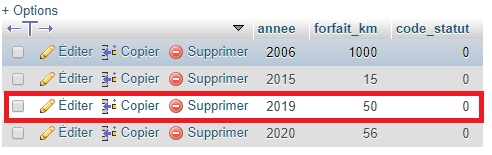 + Options
annee forfait_km code_statut
Éditer Copier Supprimer 2006 1000 0
Éditer Copier Supprimer 2015 15 0
Éditer Copier Supprimer 2019 50 0
Éditer Copier Supprimer 2020 56 0